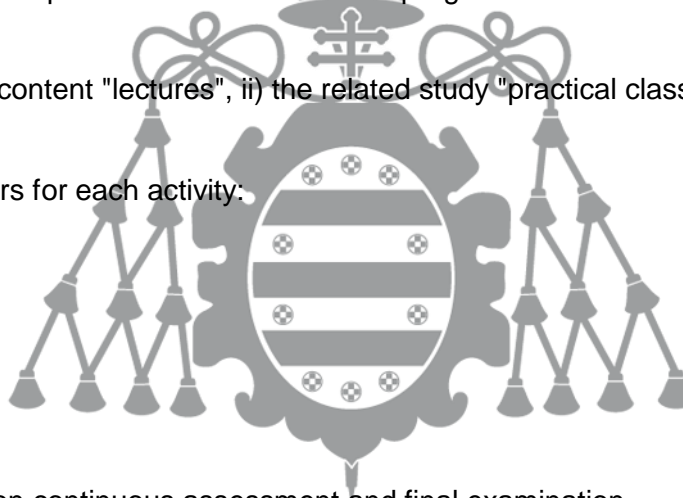 content "lectures", ii) the related study "practical class
rs for each activity:
on continuous assessment and final examination